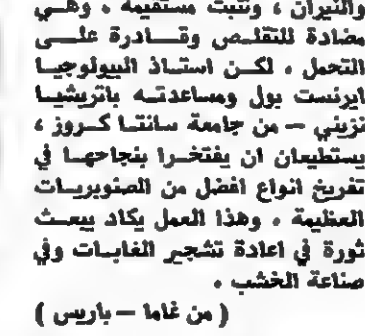 والنيران ، وتنبت مستقيمة ، وهي
مضادة للتقلص وقادرة على
التحمل ، لكن استاذ البيولوجيا
ايرنست بول ومساعدته باتريشيا
نزيني — من جامعة سانتا كروز ،
يستطيعان ان يفتخرا بنجاحها في
تفريخ انواع افضل من الصنوبريات
العظيمة ، وهذا العمل يكاد يبعث
ثورة في اعادة تشجير الغابات وفي
صناعة الخشب .
( من غاما — باريس )